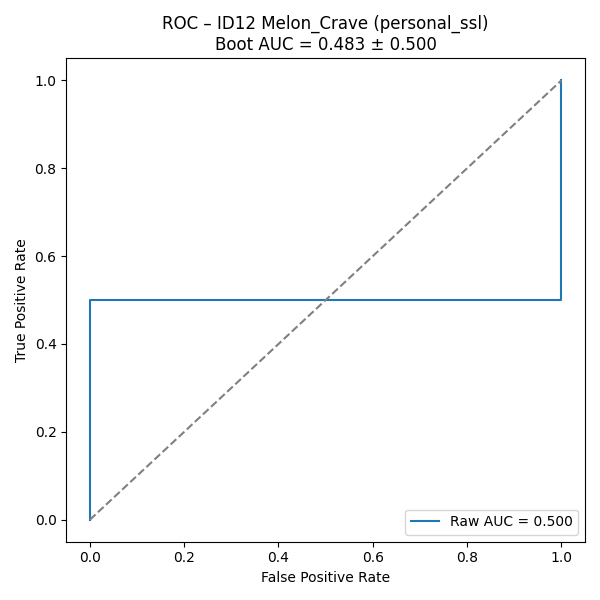 ROC – ID12 Melon_Crave (personal_ssl)
Boot AUC = 0.483 ± 0.500
1.0
0.8
0.6
0.4
0.2
0.0
True Positive Rate
Raw AUC = 0.500
0.0 0.2 0.4 0.6 0.8 1.0
False Positive Rate